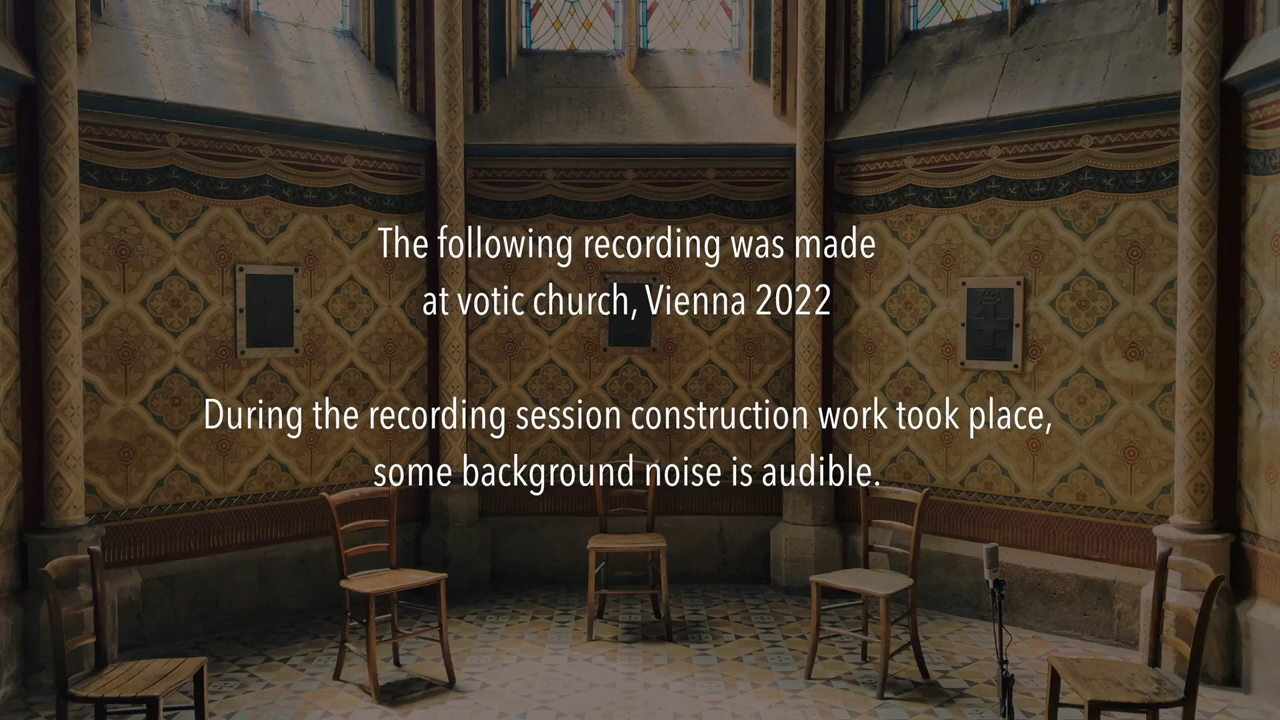 The following recording was made
at votic church, Vienna 2022
During the recording session construction work took place,
some background noise is audible.